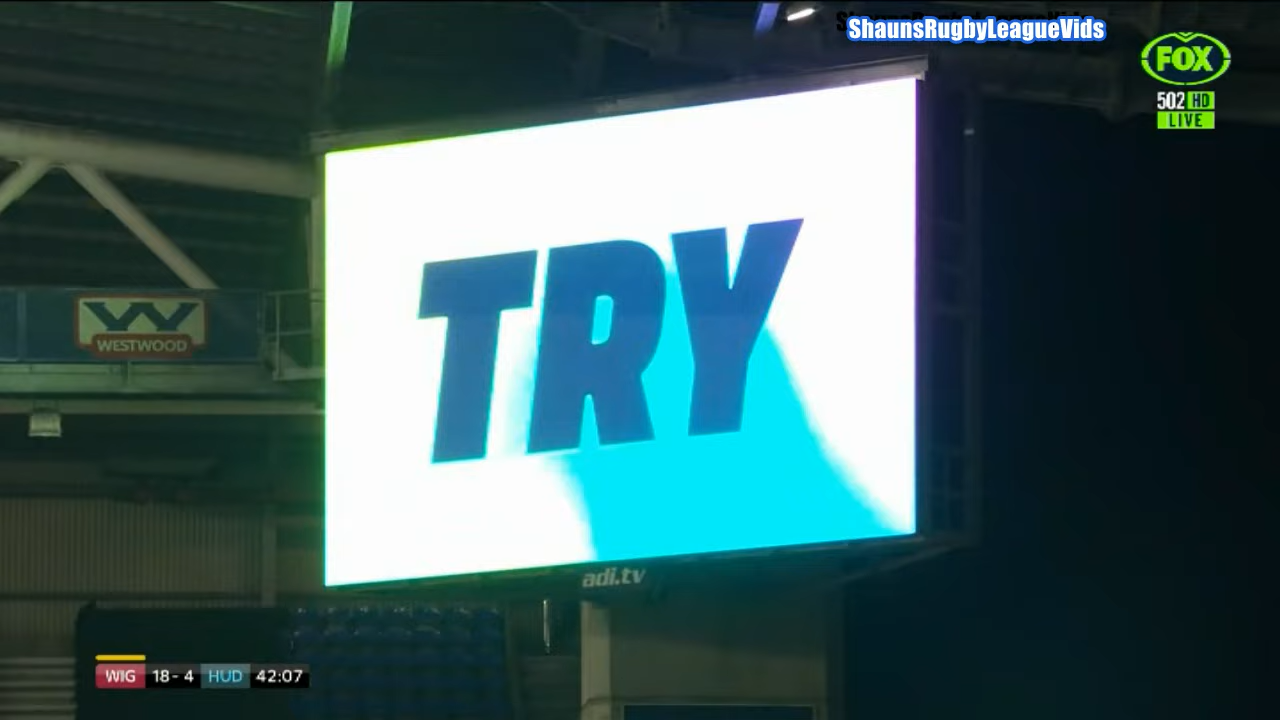 ShaunsRugbyLeagueVids
FOX
502 HD
LIVE
TRY
W
WESTWOOD
adi.tv
WIG 18-4 HUD 42:07